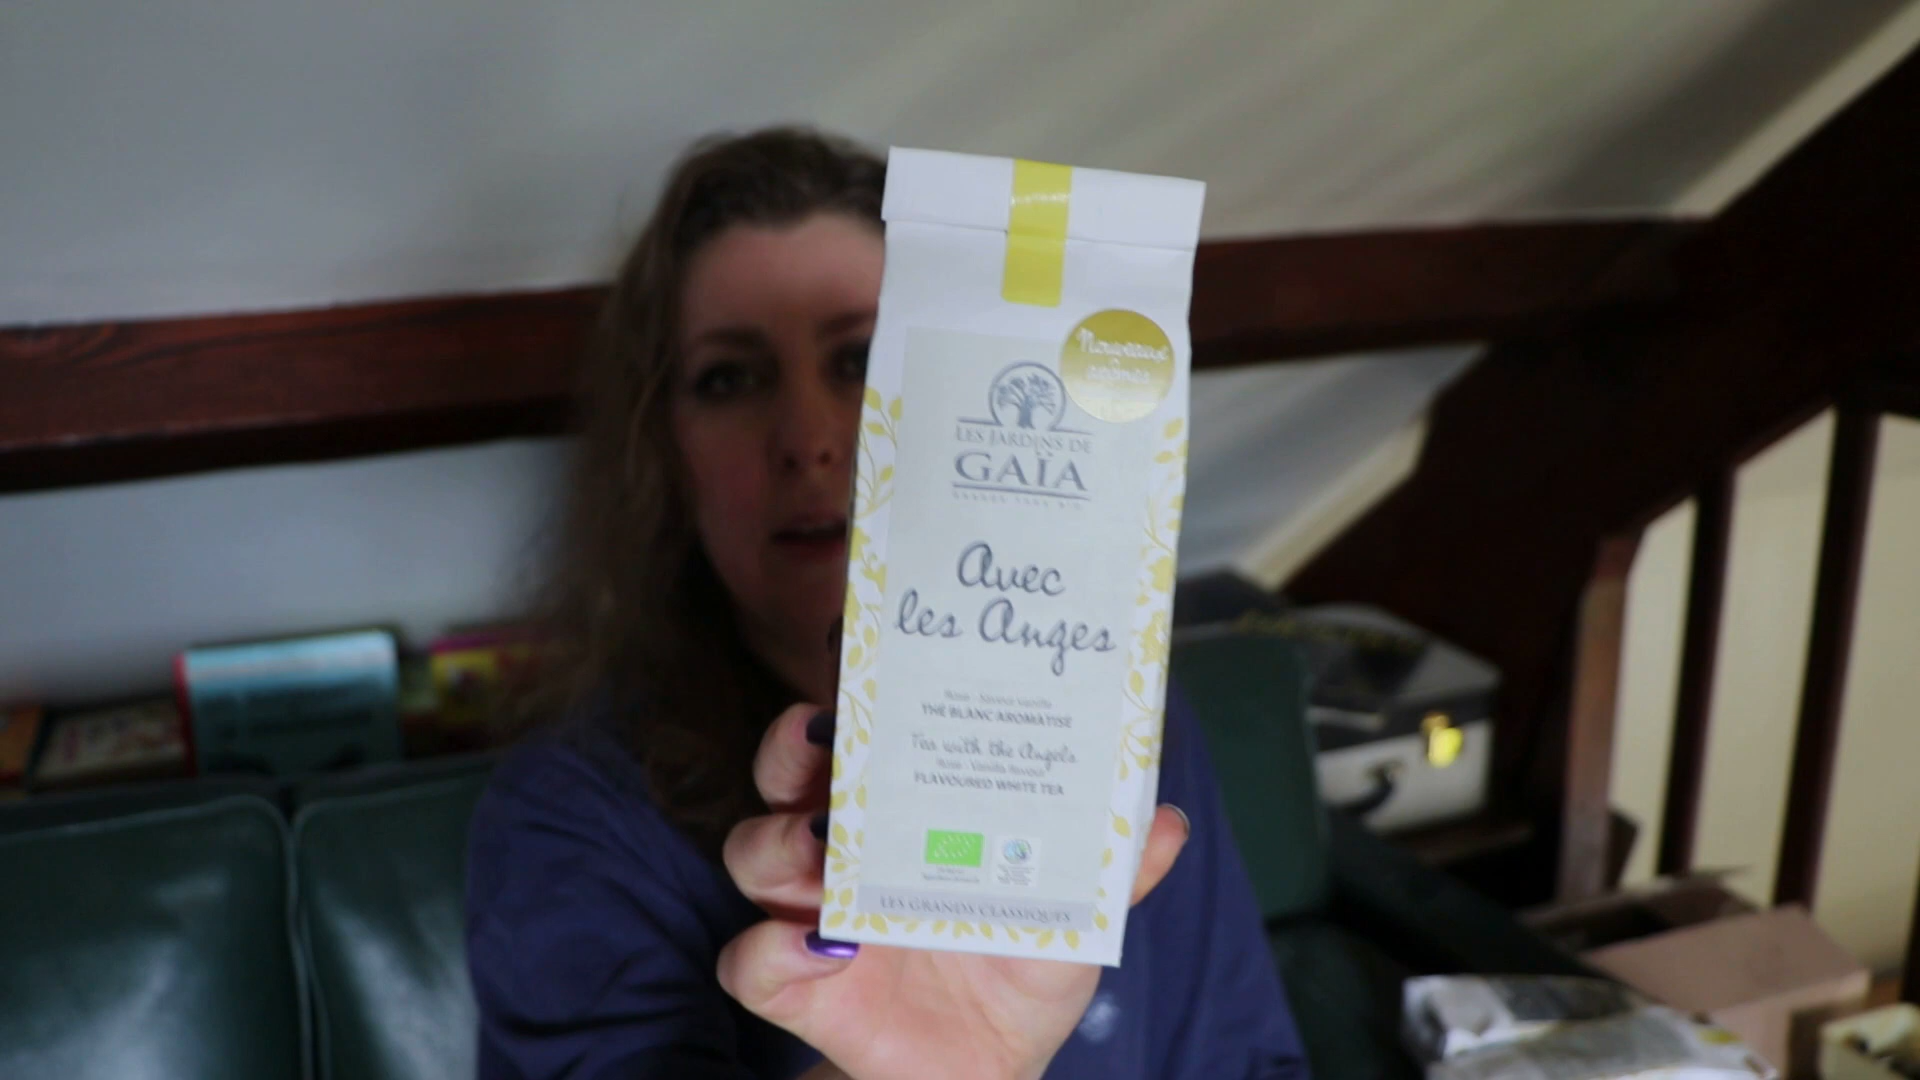 Nouveaux
arômes
LES JARDINS DE
GAÏA
Avec
les Anges
Rose - Saveur vanille
THÉ BLANC AROMATISÉ
Tea with the Angels
Rose - Vanilla flavour
FLAVOURED WHITE TEA
LES GRANDS CLASSIQUES